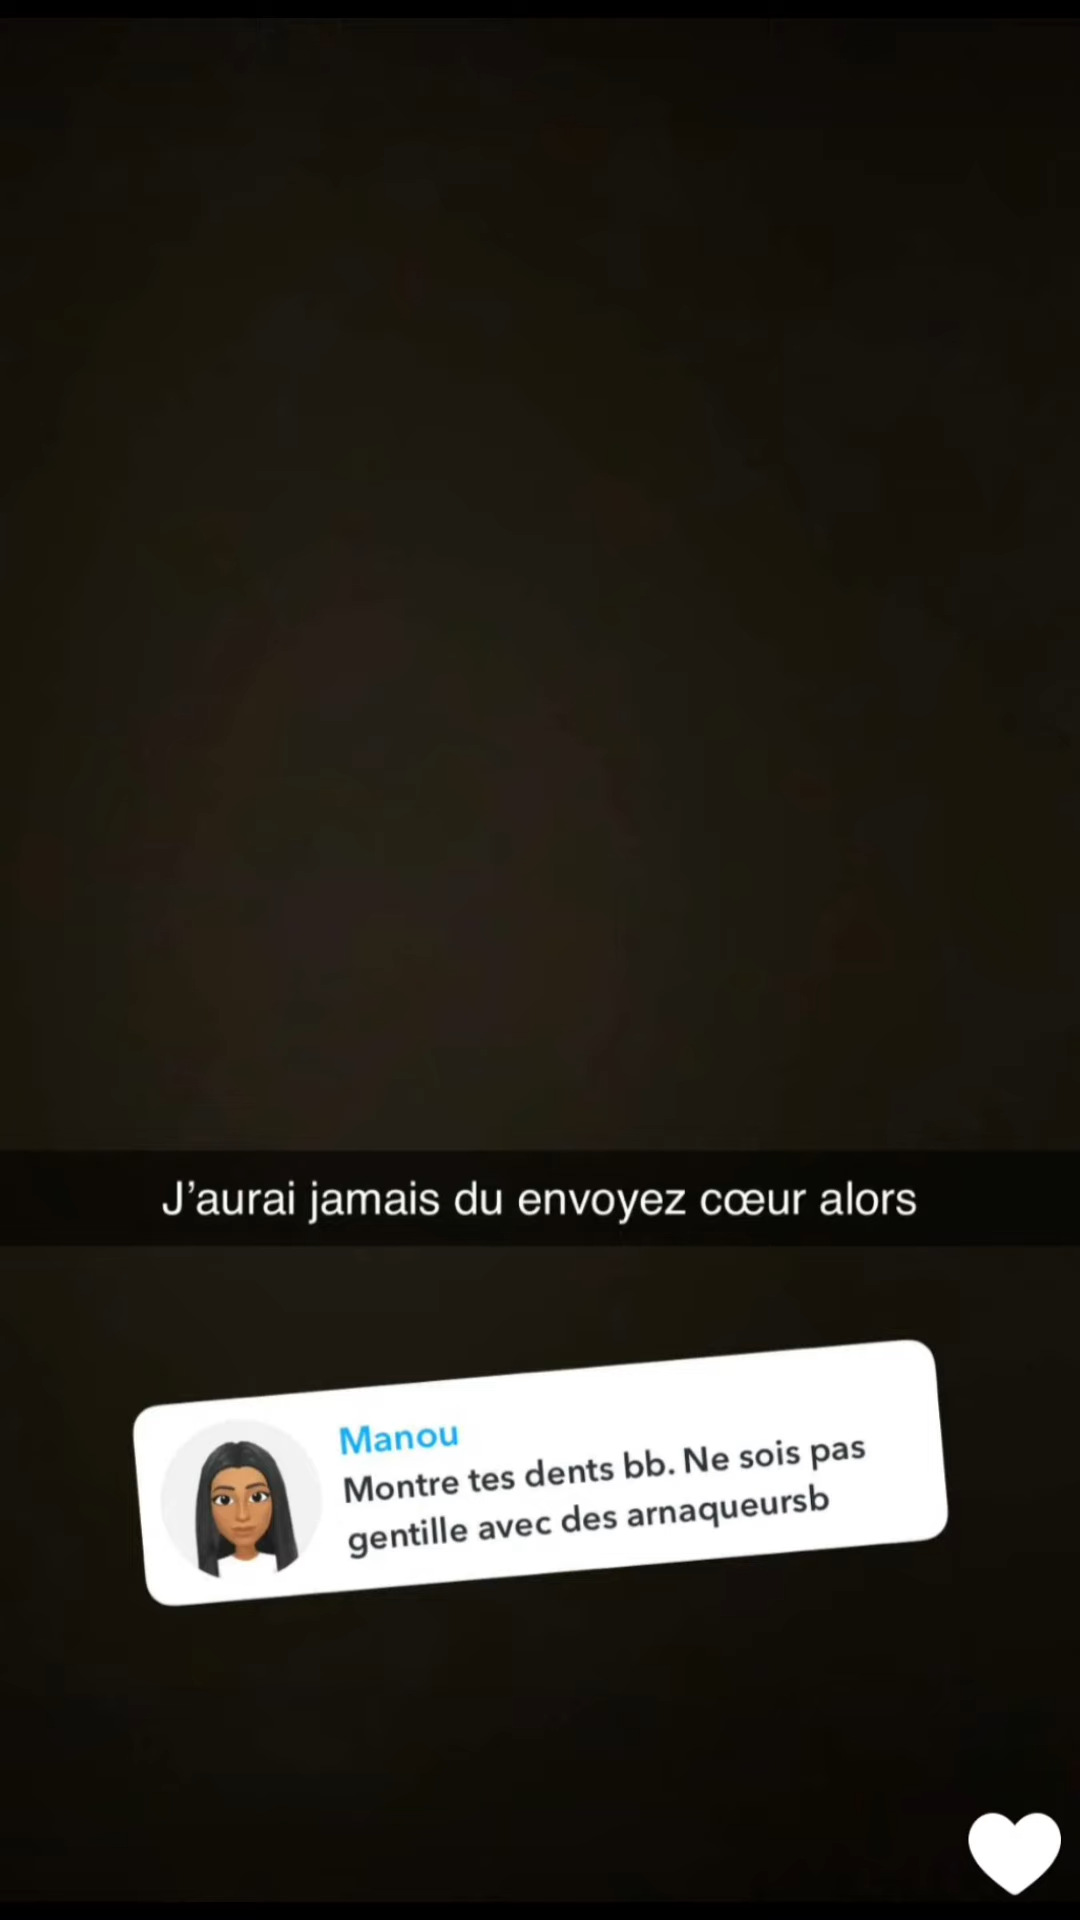 J’aurai jamais du envoyez cœur alors
Manou
Montre tes dents bb. Ne sois pas
gentille avec des arnaqueursb